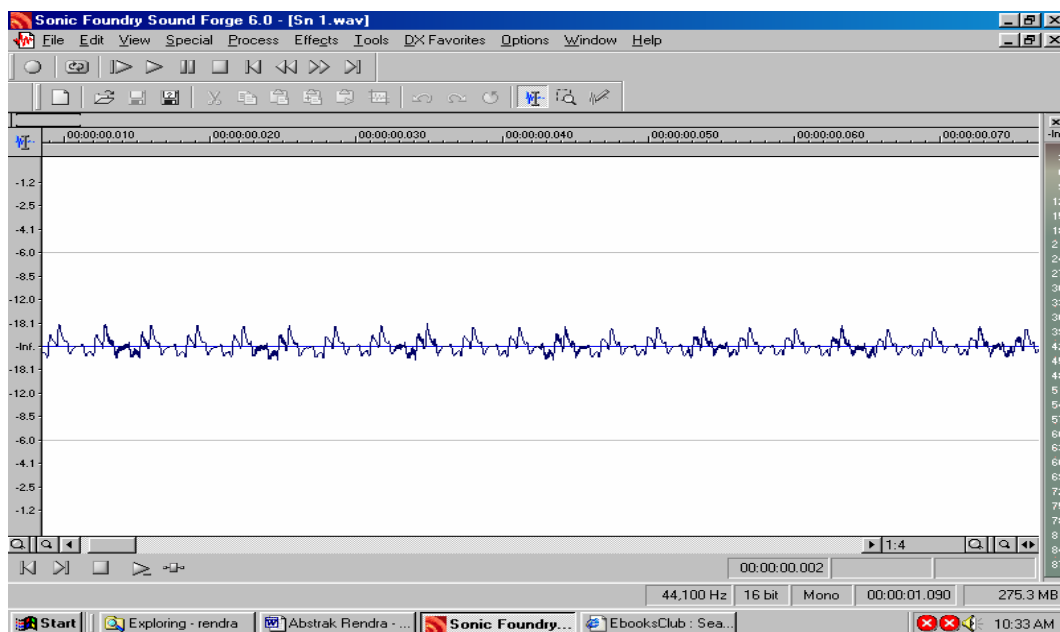 Sonic Foundry Sound Forge 6.0 - [Sn 1.wav]
File Edit View Special Process Effects Tools DX Favorites Options Window Help
00:00:00.010 00:00:00.020 00:00:00.030 00:00:00.040 00:00:00.050 00:00:00.060 00:00:00.070
-1.2
-2.5
-4.1
-6.0
-8.5
-12.0
-18.1
-Inf.
-18.1
-12.0
-8.5
-6.0
-4.1
-2.5
-1.2
1:4
00:00:00.002
44,100 Hz 16 bit Mono 00:00:01.090 275.3 MB
Start Exploring - rendra Abstrak Rendra - ... Sonic Foundry... EbooksClub : Sea... 10:33 AM